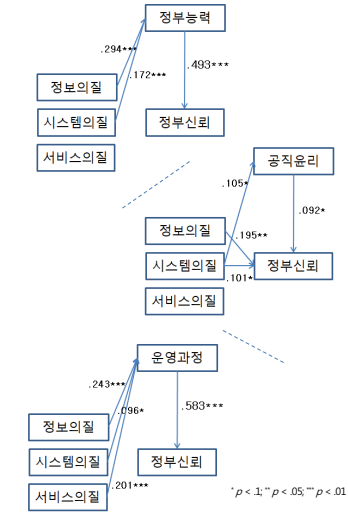 정부능력
.294***
.172***
.493***
정보의질
시스템의질
정부신뢰
서비스의질
공직윤리
.105*
.092*
정보의질
.195**
시스템의질
정부신뢰
.101*
서비스의질
운영과정
.243***
.096*
.583***
정보의질
시스템의질
정부신뢰
.201***
서비스의질
* p < .1; ** p < .05; *** p < .01